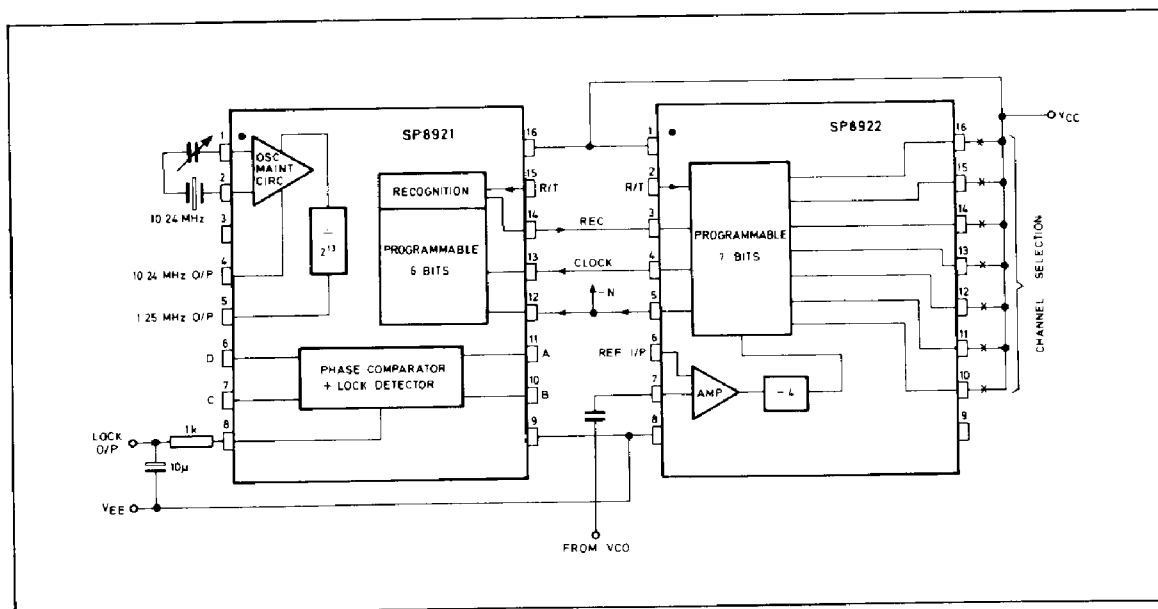 SP8921
1
2
3
4
5
6
7
8
16
15
14
13
12
11
10
9
OSC
MAINT
CIRC
÷
2¹³
10.24 MHz
10.24 MHz O/P
1.25 MHz O/P
D
C
LOCK
O/P
1k
10µ
VEE
RECOGNITION
PROGRAMMABLE
6 BITS
PHASE COMPARATOR
+ LOCK DETECTOR
R/T
REC
CLOCK
÷N
A
B
SP8922
1
2
3
4
5
6
7
8
16
15
14
13
12
11
10
9
R/T
REF I/P
PROGRAMMABLE
7 BITS
AMP
÷4
FROM VCO
VCC
CHANNEL SELECTION